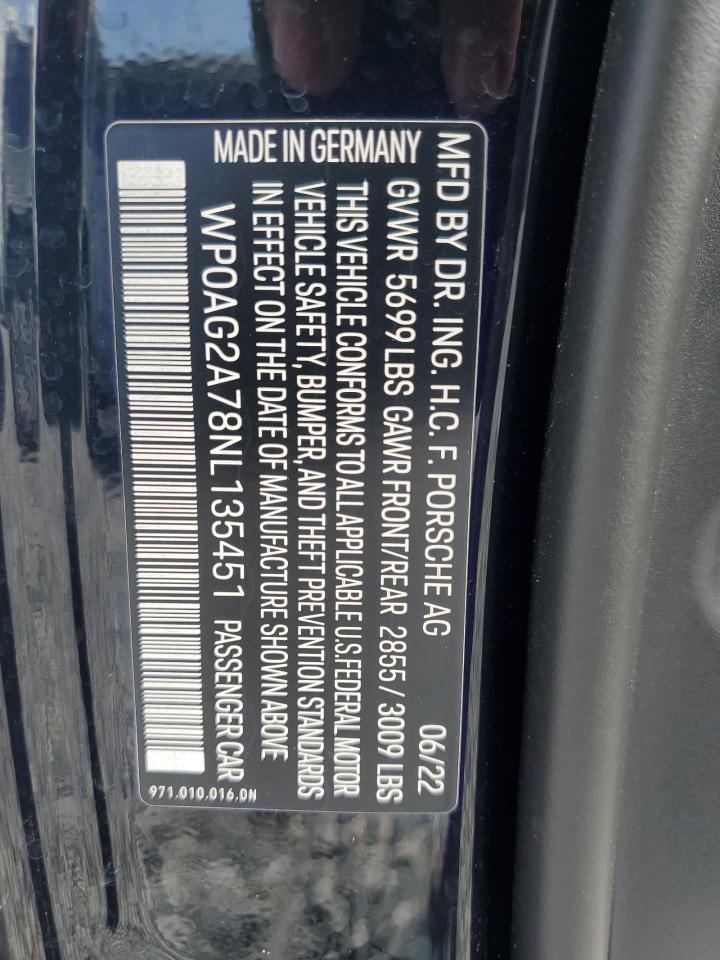 MFD BY DR. ING. H.C. F. PORSCHE AG 06/22
GVWR 5699 LBS GAWR FRONT/REAR 2855 / 3009 LBS
THIS VEHICLE CONFORMS TO ALL APPLICABLE U.S. FEDERAL MOTOR
VEHICLE SAFETY, BUMPER, AND THEFT PREVENTION STANDARDS
IN EFFECT ON THE DATE OF MANUFACTURE SHOWN ABOVE
MADE IN GERMANY
WP0AG2A78NL135451 PASSENGER CAR
971.010.016.DN